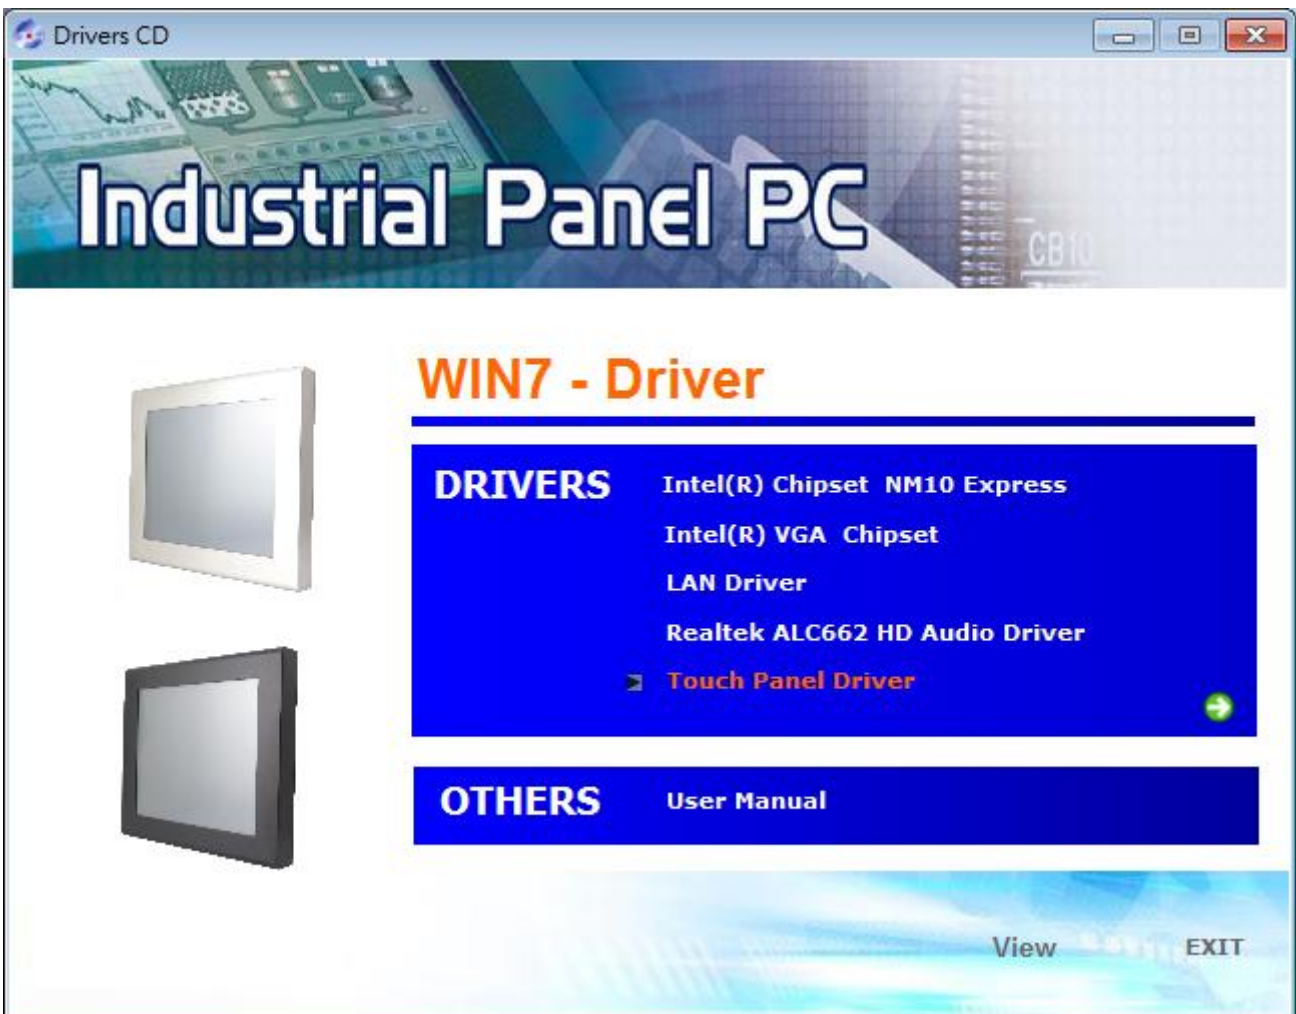 Drivers CD
Industrial Panel PC
CB10
WIN7 - Driver
DRIVERS
Intel(R) Chipset NM10 Express
Intel(R) VGA Chipset
LAN Driver
Realtek ALC662 HD Audio Driver
Touch Panel Driver
OTHERS
User Manual
View
EXIT